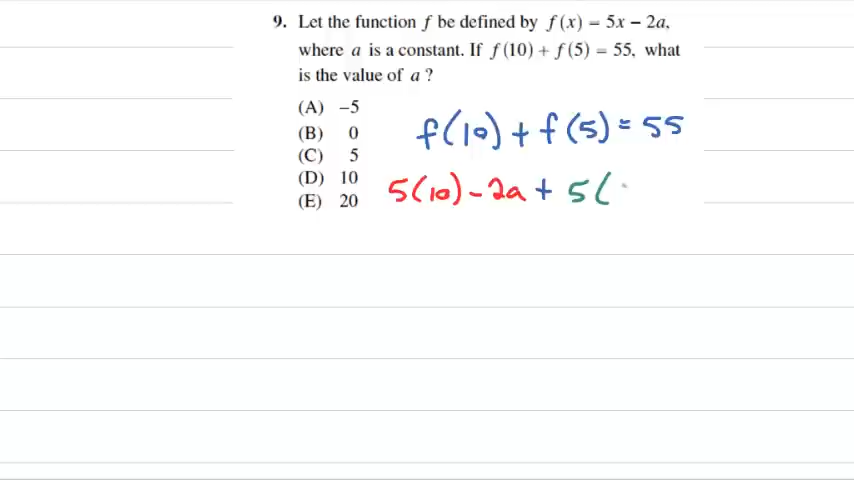 9. Let the function f be defined by f(x) = 5x − 2a,
where a is a constant. If f(10) + f(5) = 55, what
is the value of a ?
(A) −5
(B) 0
(C) 5
(D) 10
(E) 20
f(10) + f(5) = 55
5(10) - 2a + 5(